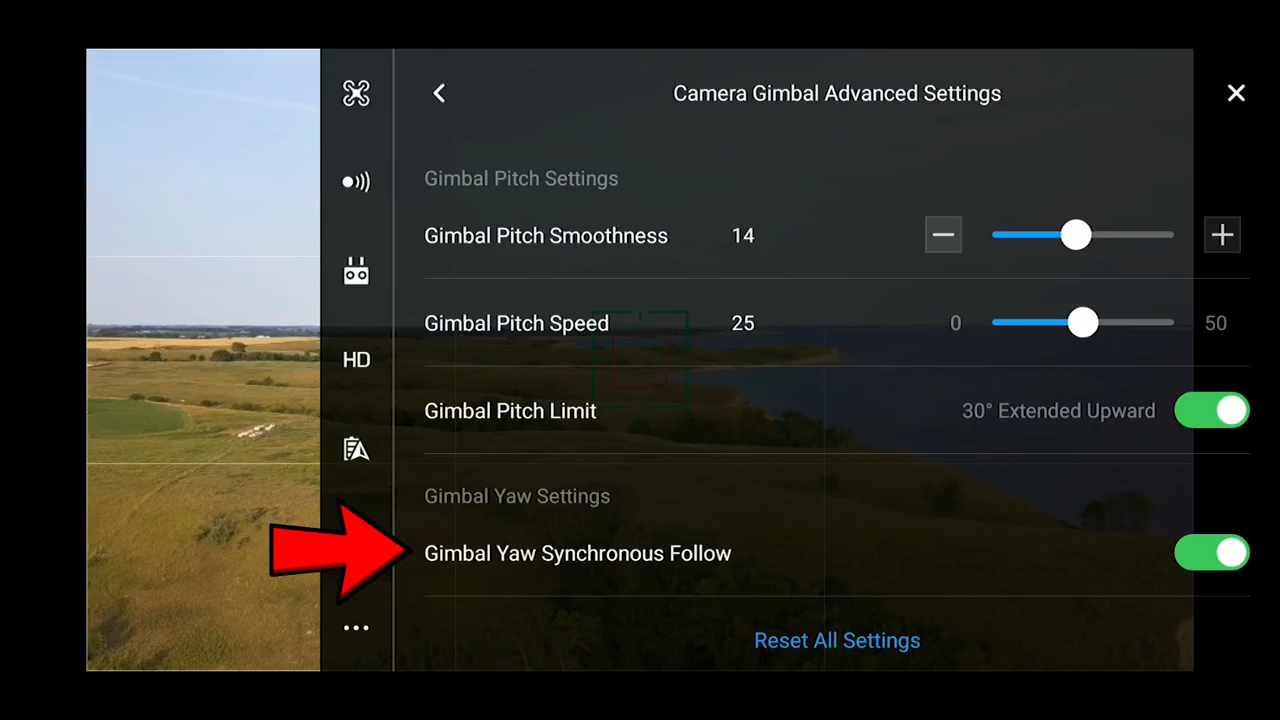 Camera Gimbal Advanced Settings
Gimbal Pitch Settings
Gimbal Pitch Smoothness 14
Gimbal Pitch Speed 25 0 50
HD
Gimbal Pitch Limit 30° Extended Upward
Gimbal Yaw Settings
Gimbal Yaw Synchronous Follow
Reset All Settings